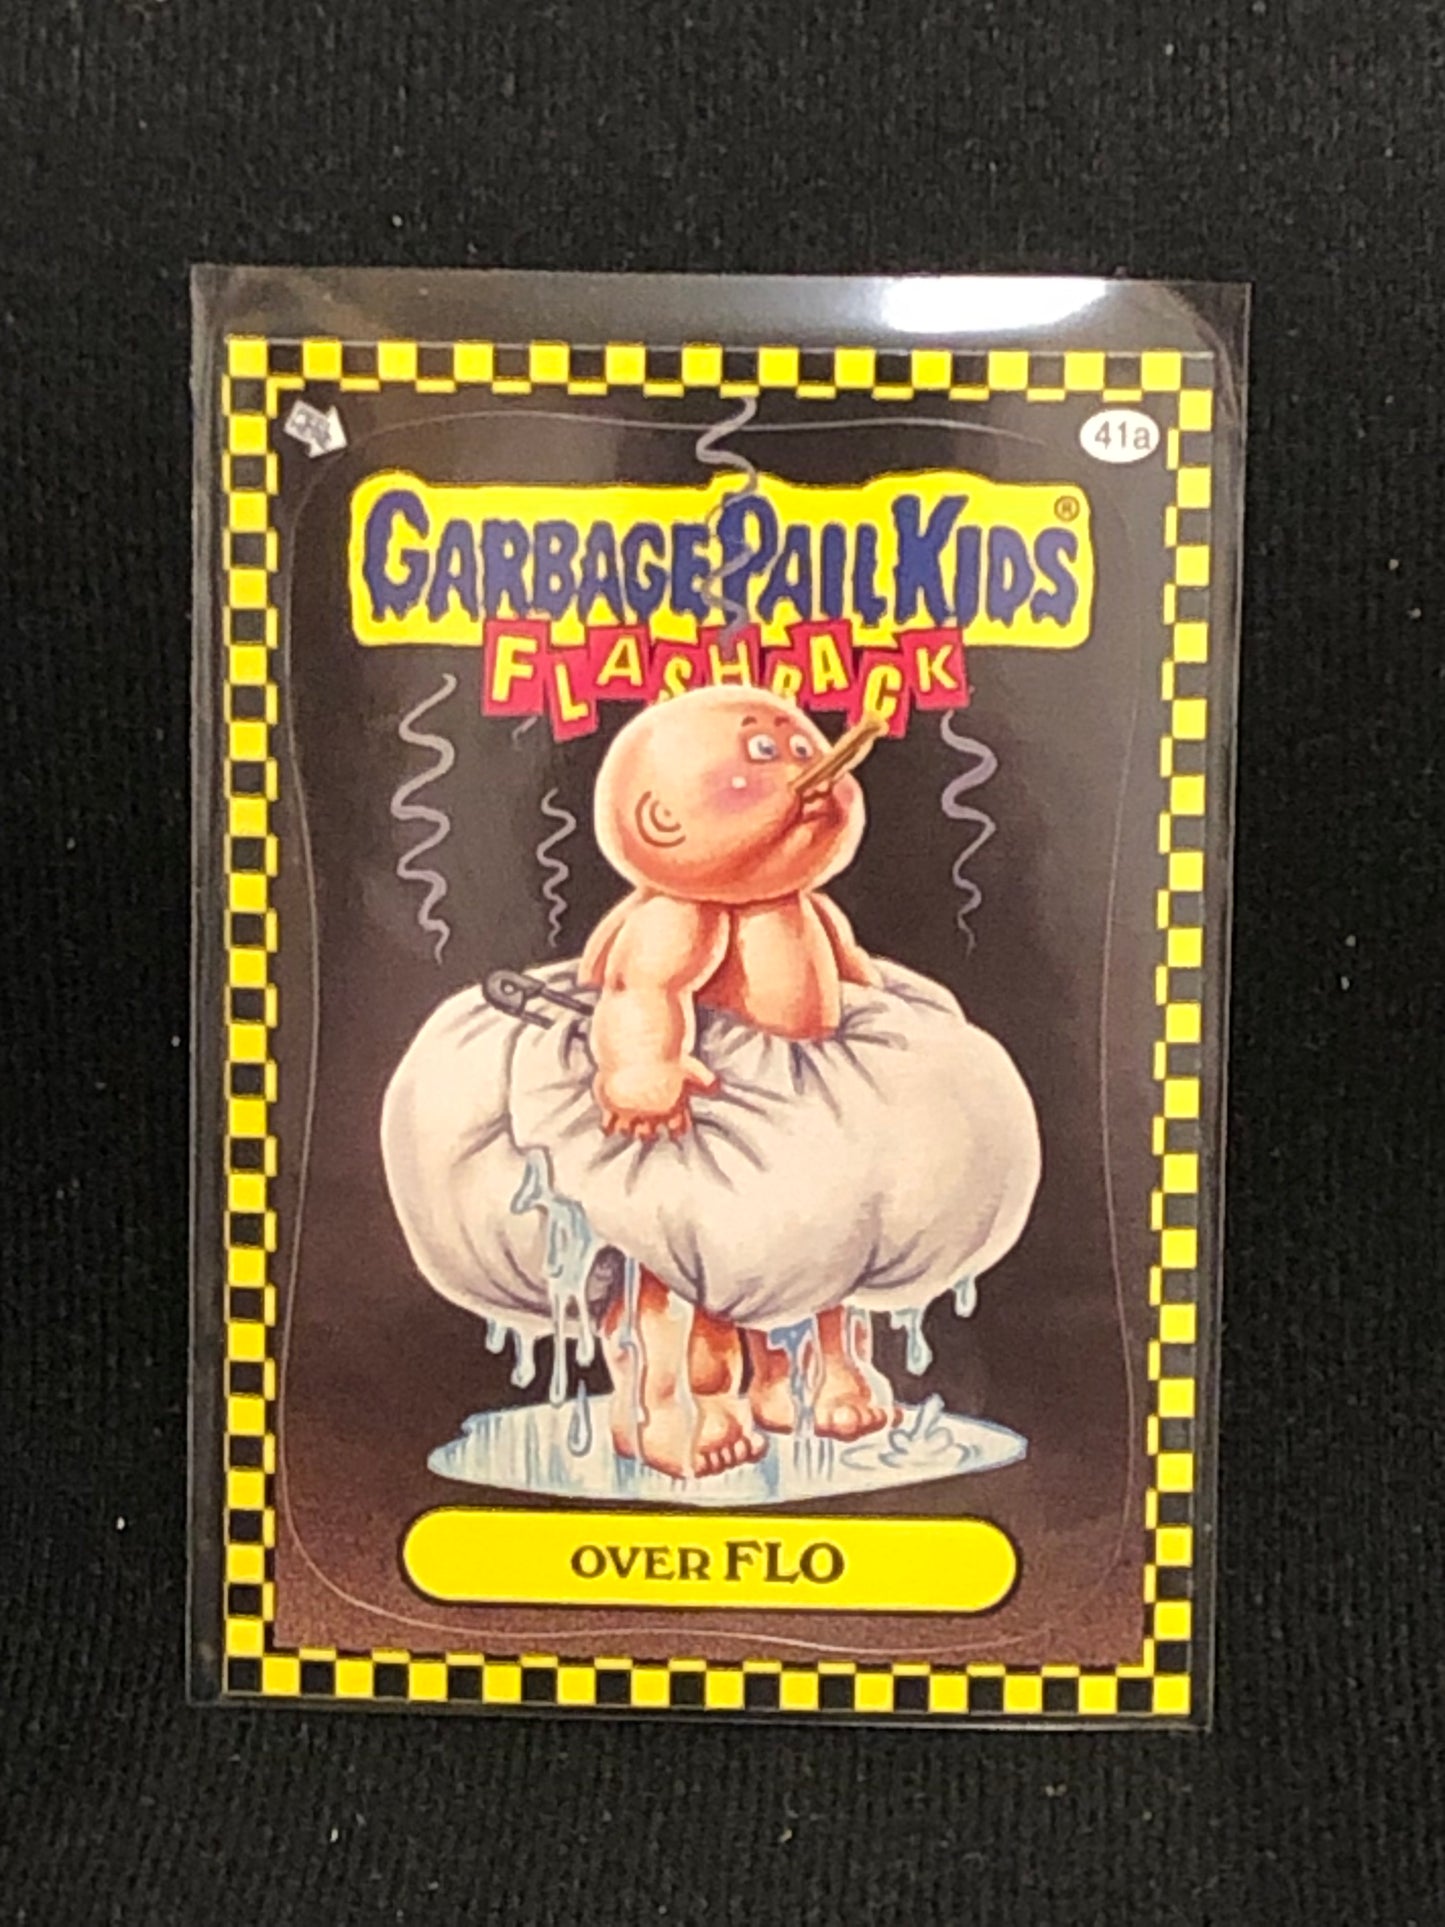 41a
GARBAGE PAIL KIDS®
FLASHBACK
OVER FLO